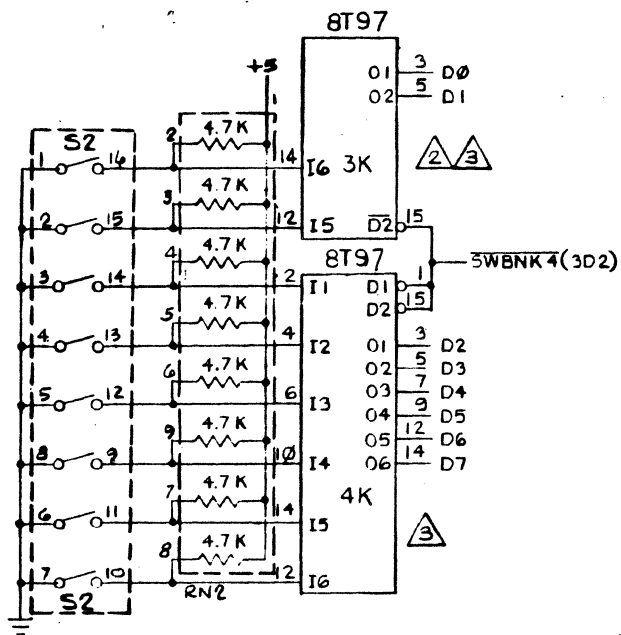 8T97
+5
O1 3 D0
O2 5 D1
S2
2 4.7K
1 16 14 I6 3K
2 3
3 4.7K
2 15 12 I5 D2 15
8T97
4 4.7K
SWBNK4(3D2)
3 14 2 I1 D1 1
D2 15
5 4.7K
4 13 4 I2 O1 3 D2
O2 5 D3
6 4.7K
O3 7 D4
5 12 6 I3 O4 9 D5
9 4.7K
O5 12 D6
8 9 10 I4 O6 14 D7
7 4.7K
4K
6 11 14 I5
3
8 4.7K
7 10 12 I6
S2
RN2